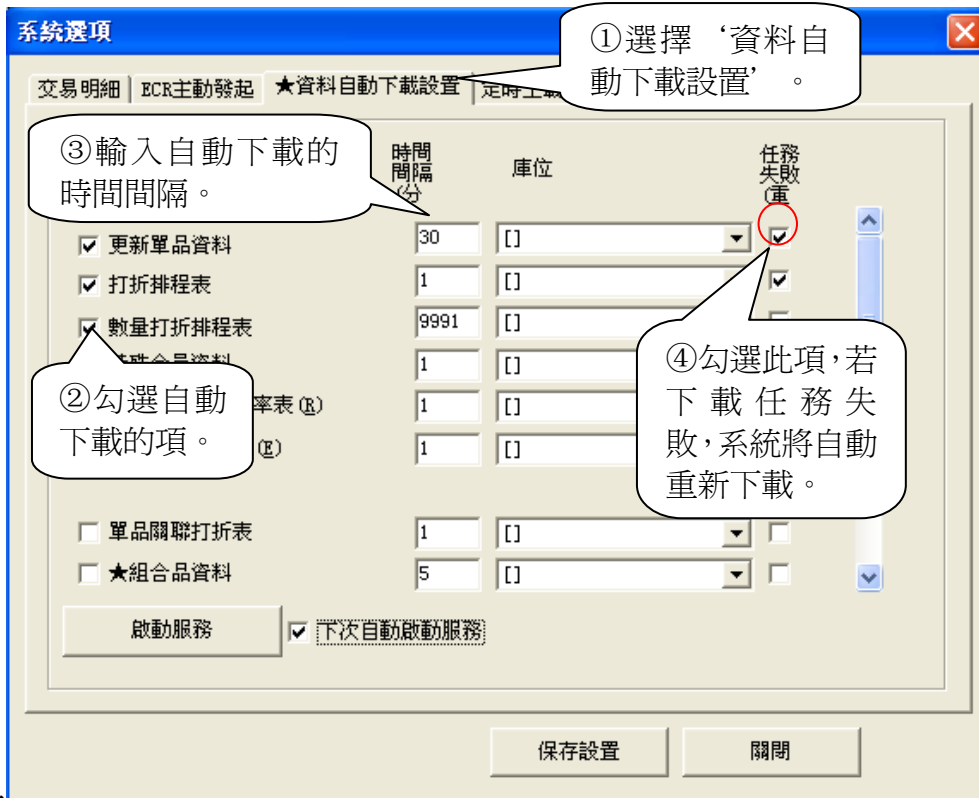 系統選項
①選擇‘資料自
動下載設置’。
交易明細 ECR主動發起 ★資料自動下載設置
③輸入自動下載的
時間間隔。
時間
間隔
(分
庫位
任務
失敗
(重
更新單品資料 30 []
打折排程表 1 []
數量打折排程表 9991 []
1 []
率表(R) 1 []
(E) 1 []
②勾選自動
下載的項。
④勾選此項,若
下載任務失
敗,系統將自動
重新下載。
單品關聯打折表 1 []
★組合品資料 5 []
啟動服務 下次自動啟動服務
保存設置 關閉